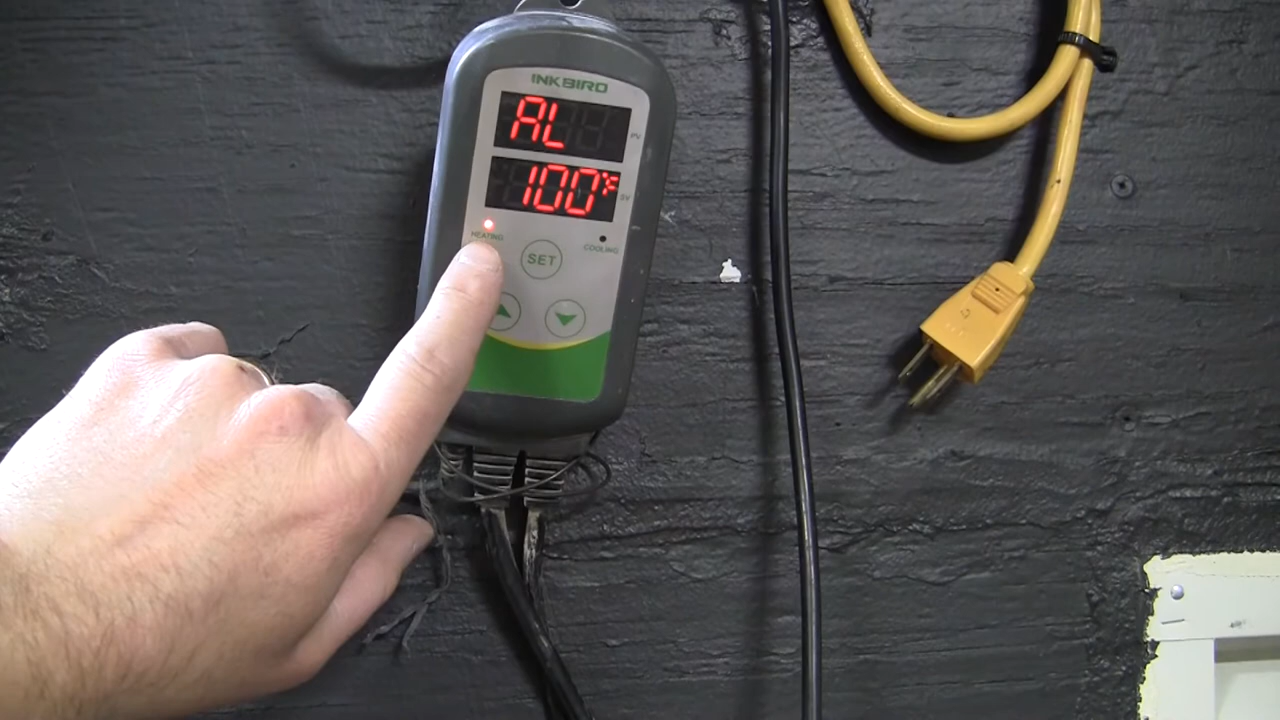 INKBIRD
AL
PV
100°F
SV
HEATING
COOLING
SET